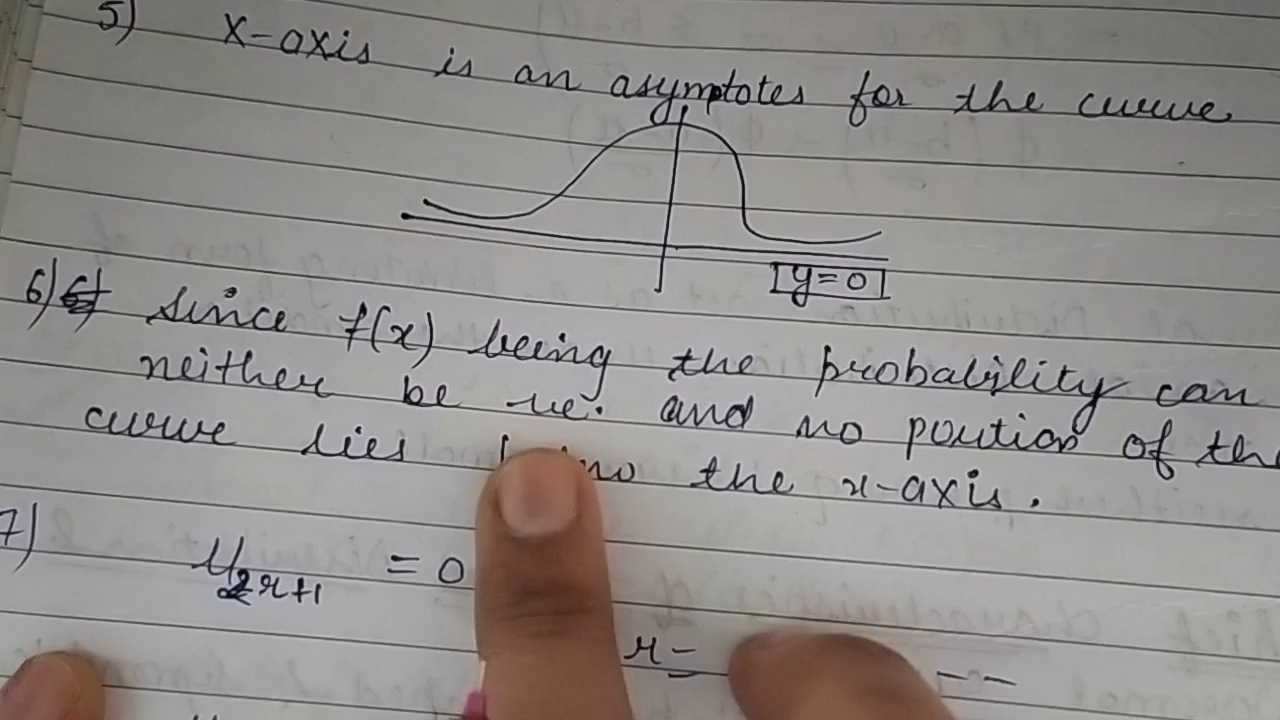 5) X-axis is an asymptotes for the curve.
y=0
6) Since f(x) being the probability can
neither be -ve. and no portion of the
curve lies the x-axis.
7) μ2r+1 = 0
r=